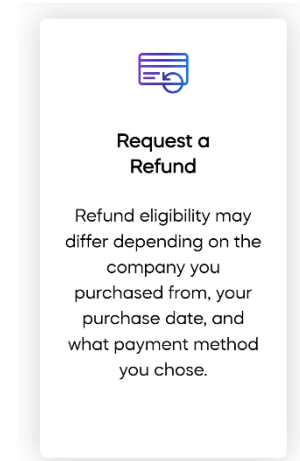 Request a
Refund
Refund eligibility may
differ depending on the
company you
purchased from, your
purchase date, and
what payment method
you chose.